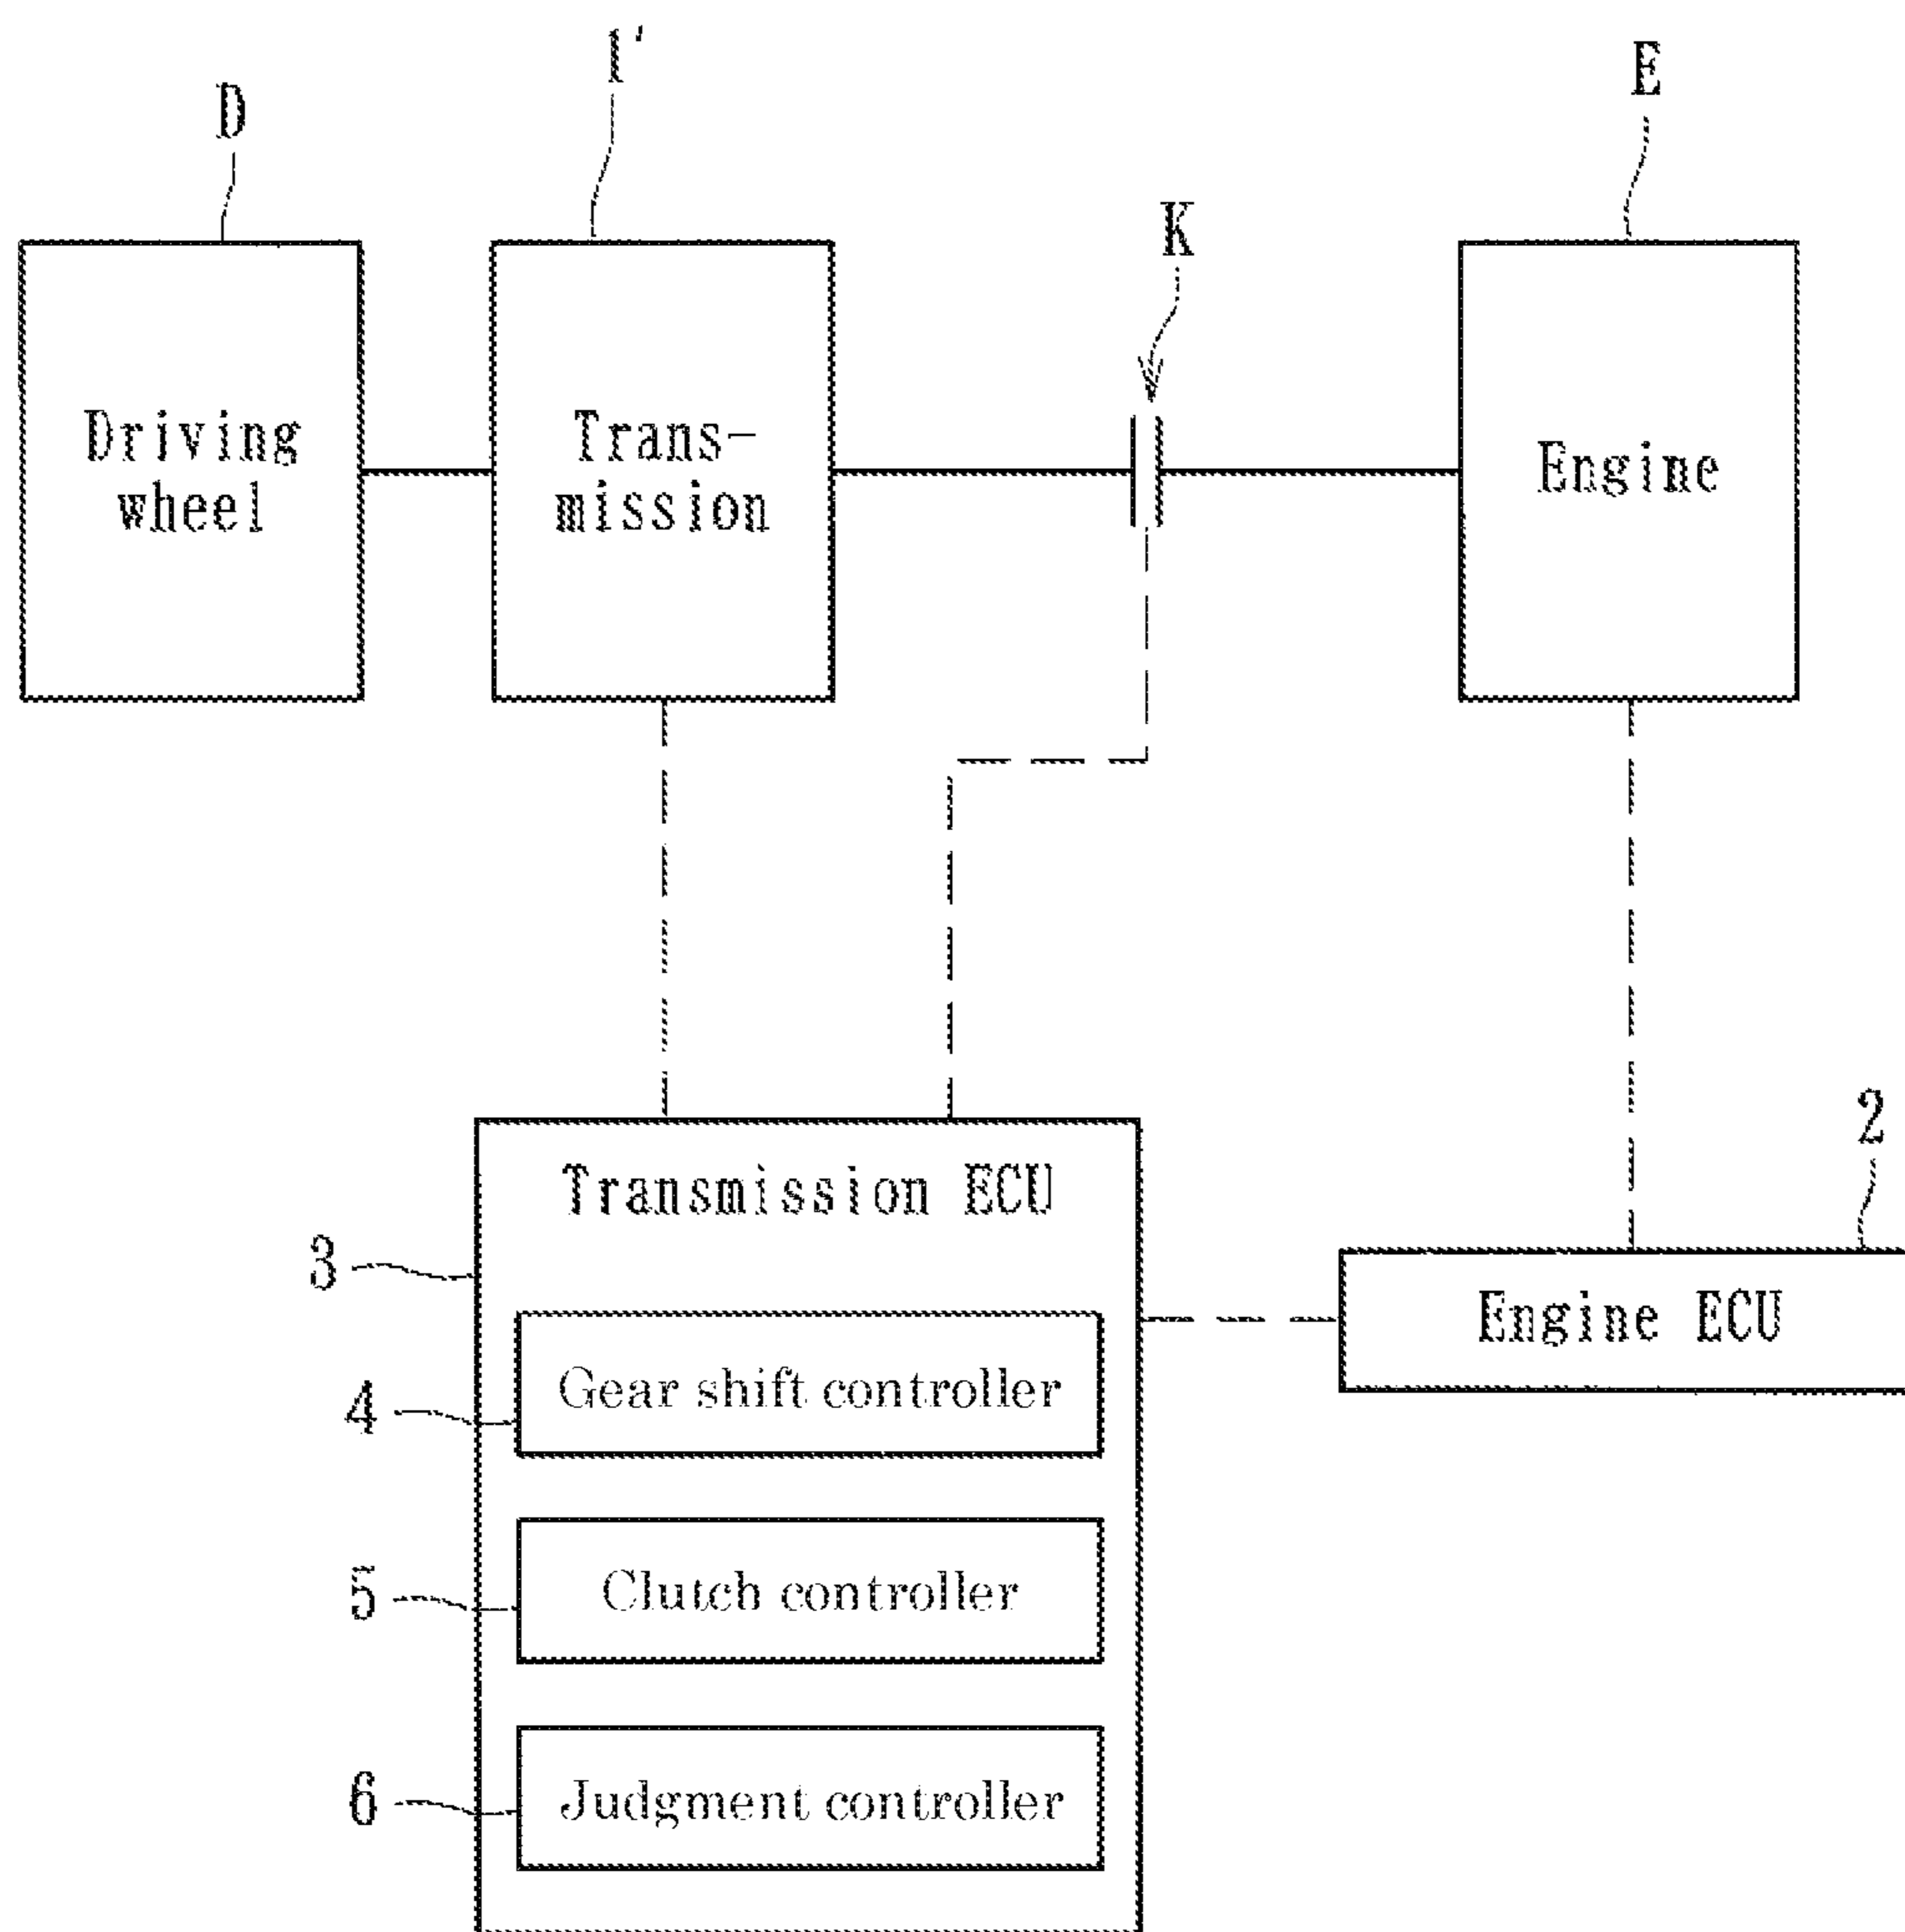 D
1'
E
K
Driving
wheel
Trans-
mission
Engine
2
Transmission ECU
3
Engine ECU
4
Gear shift controller
5
Clutch controller
6
Judgment controller